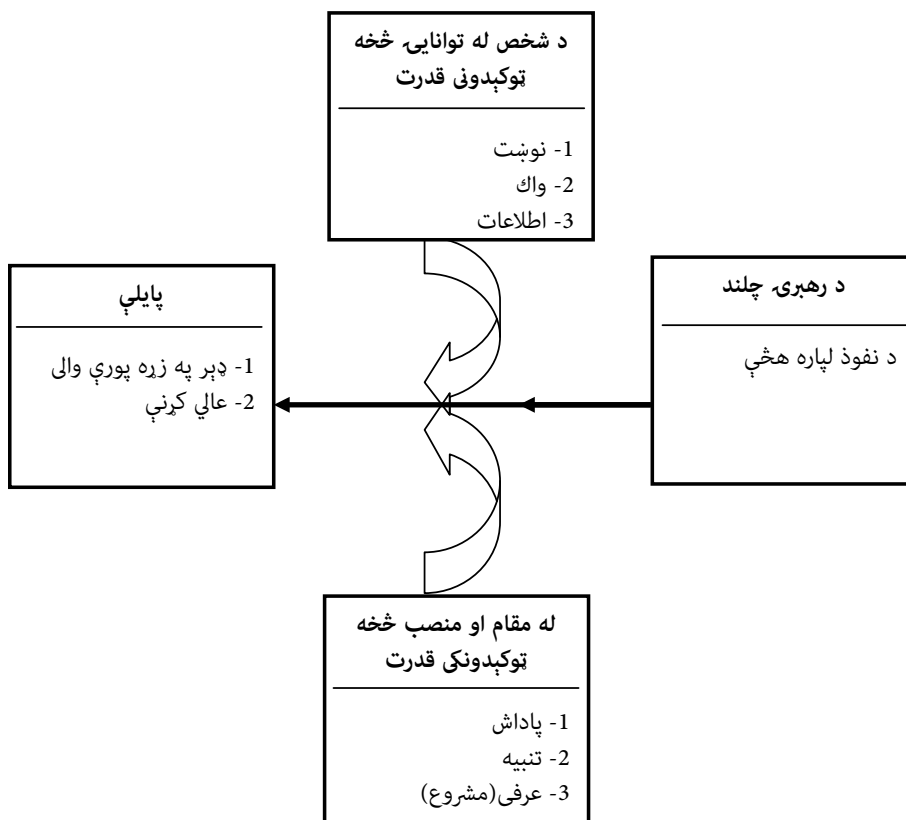 د شخص له توانايۍ څخه
ټوکېدونی قدرت
1- نوښت
2- واك
3- اطلاعات
د رهبرۍ چلند
د نفوذ لپاره هڅې
پايلې
1- ډېر په زړه پورې والی
2- عالي کړنې
له مقام او منصب څخه
ټوکېدونکی قدرت
1- پاداش
2- تنبيه
3- عرفی(مشروع)